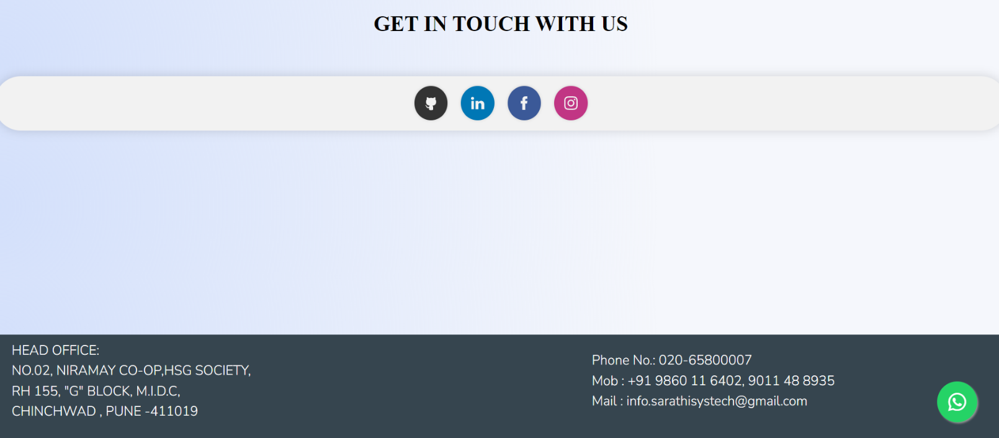 GET IN TOUCH WITH US
in
f
HEAD OFFICE:
NO.02, NIRAMAY CO-OP,HSG SOCIETY,
RH 155, "G" BLOCK, M.I.D.C,
CHINCHWAD , PUNE -411019
Phone No.: 020-65800007
Mob : +91 9860 11 6402, 9011 48 8935
Mail : info.sarathisystech@gmail.com